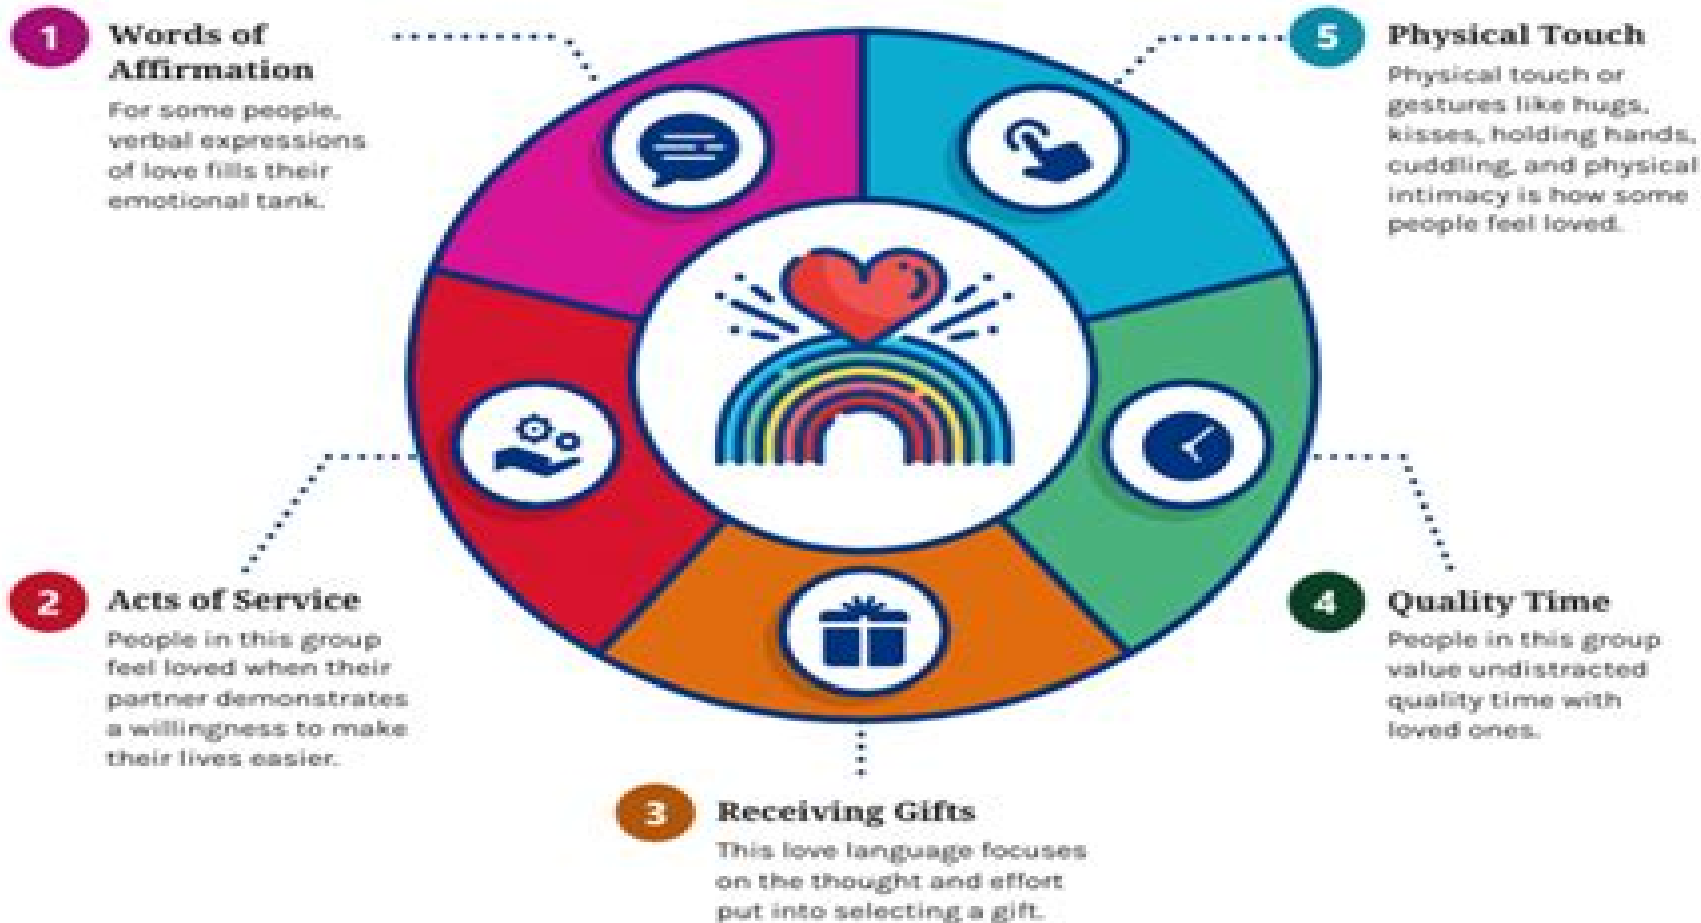 1
Words of
Affirmation
For some people,
verbal expressions
of love fills their
emotional tank.
2
Acts of Service
People in this group
feel loved when their
partner demonstrates
a willingness to make
their lives easier.
3
Receiving Gifts
This love language focuses
on the thought and effort
put into selecting a gift.
4
Quality Time
People in this group
value undistracted
quality time with
loved ones.
5
Physical Touch
Physical touch or
gestures like hugs,
kisses, holding hands,
cuddling, and physical
intimacy is how some
people feel loved.